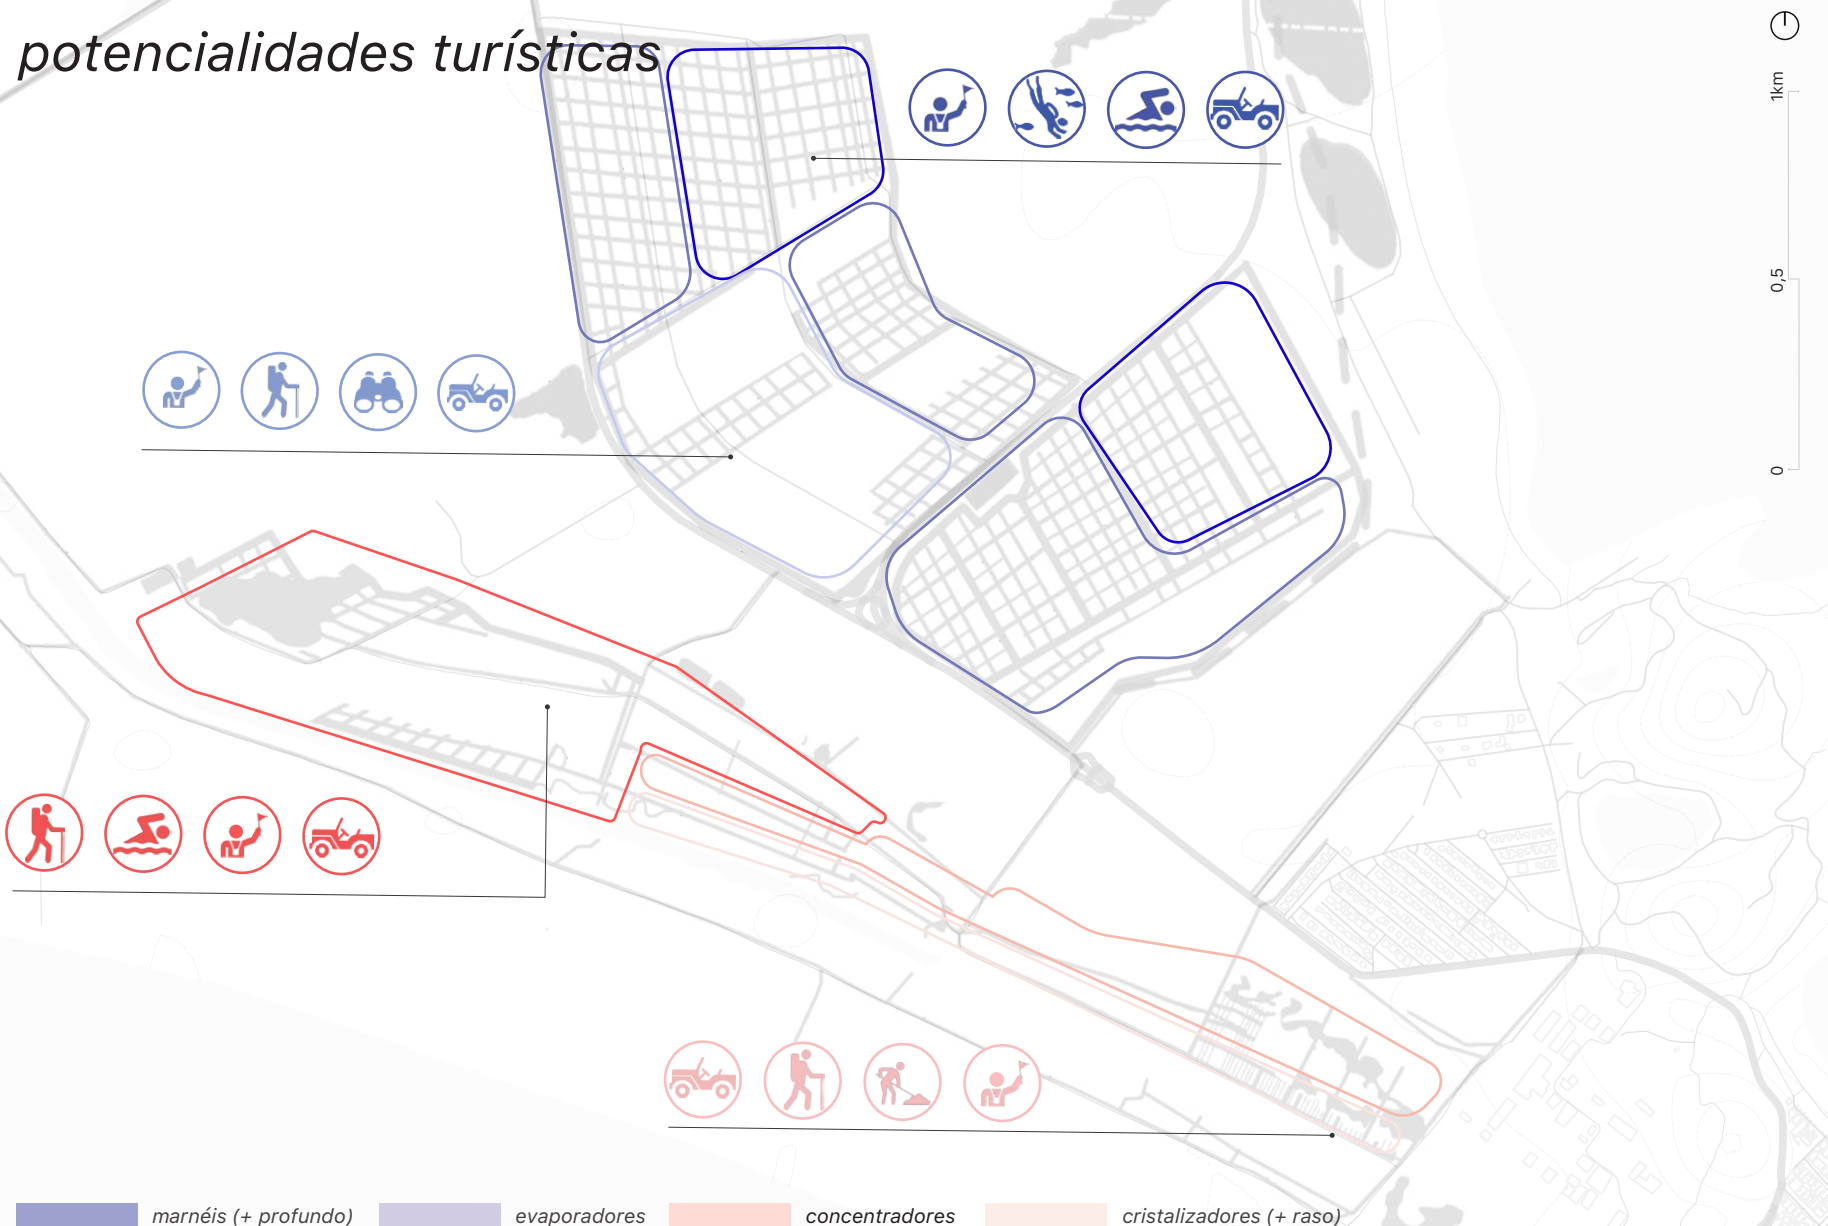 potencialidades turísticas
1km
0,5
0
marnéis (+ profundo)
evaporadores
concentradores
cristalizadores (+ raso)